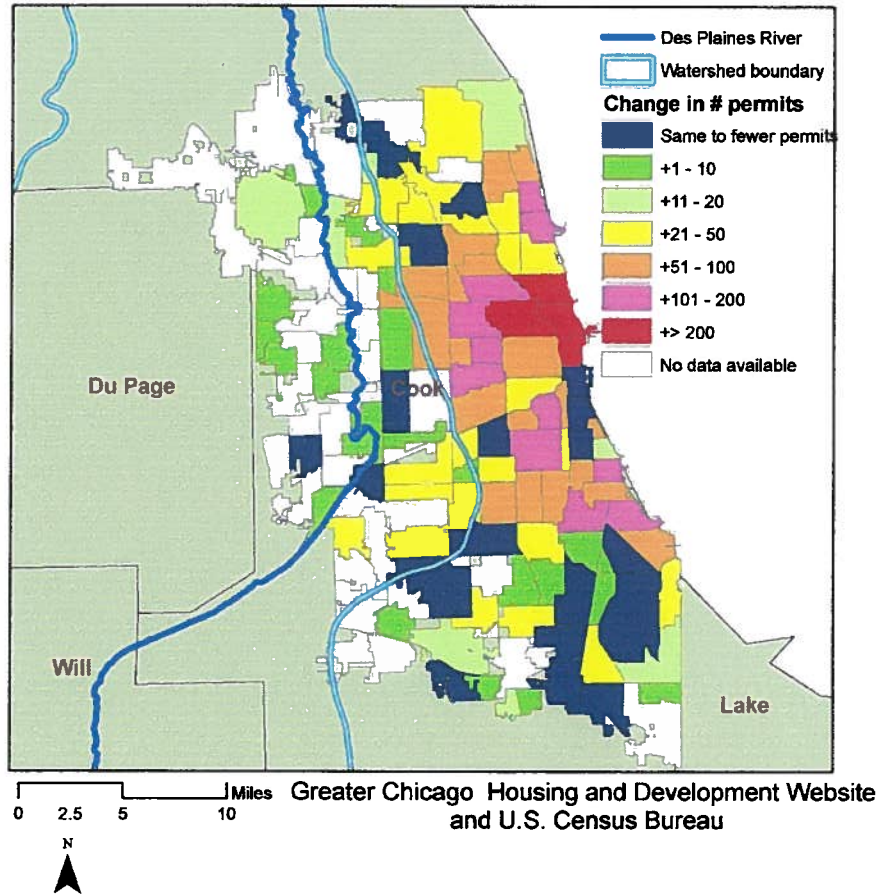 Des Plaines River
Watershed boundary
Change in # permits
Same to fewer permits
+1 - 10
+11 - 20
+21 - 50
+51 - 100
+101 - 200
+> 200
No data available
Du Page
Cook
Will
Lake
0 2.5 5 10 Miles
Greater Chicago Housing and Development Website
and U.S. Census Bureau
N